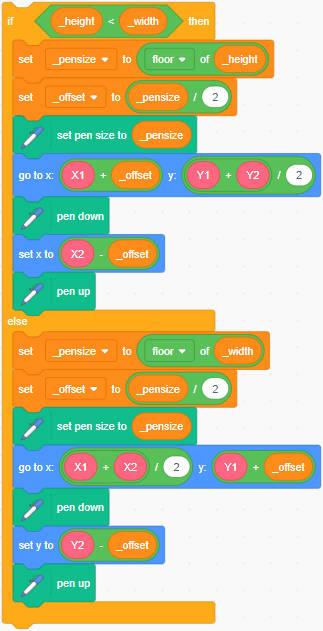 if _height < _width then
set _pensize to floor of _height
set _offset to _pensize / 2
set pen size to _pensize
go to x: X1 + _offset y: Y1 + Y2 / 2
pen down
set x to X2 - _offset
pen up
else
set _pensize to floor of _width
set _offset to _pensize / 2
set pen size to _pensize
go to x: X1 + X2 / 2 y: Y1 + _offset
pen down
set y to Y2 - _offset
pen up